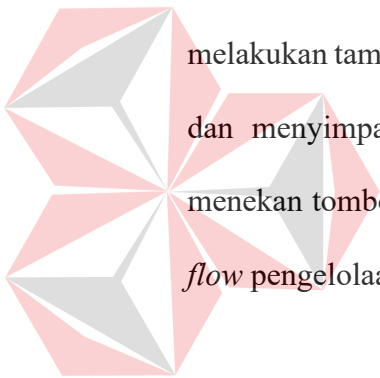 melakukan tam
dan menyimpa
menekan tomb
flow pengelola